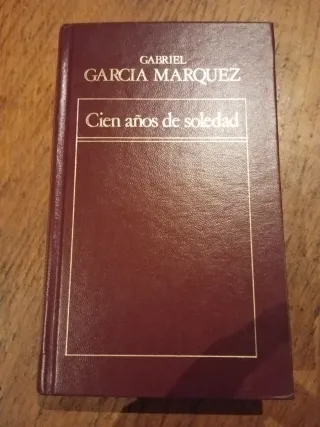 GABRIEL
GARCIA MARQUEZ
Cien años de soledad